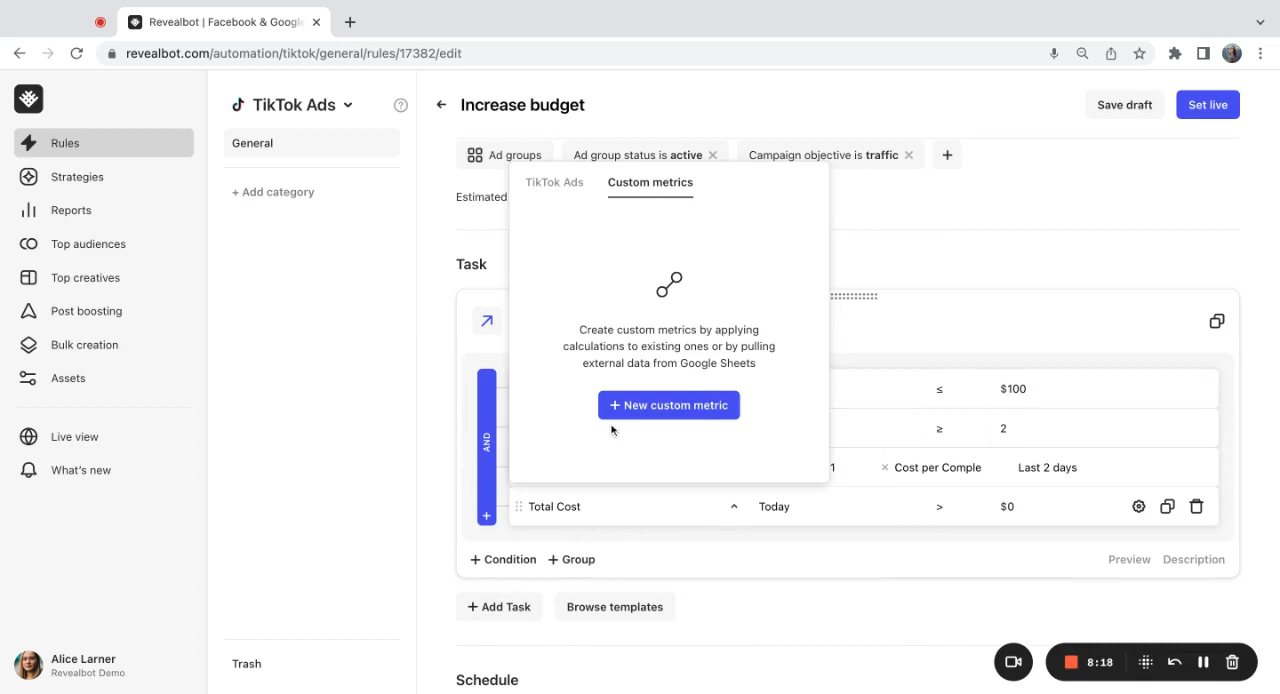 Revealbot | Facebook & Google
revealbot.com/automation/tiktok/general/rules/17382/edit
Rules
Strategies
Reports
Top audiences
Top creatives
Post boosting
Bulk creation
Assets
Live view
What's new
Alice Larner
Revealbot Demo
TikTok Ads
General
+ Add category
Trash
Increase budget
Save draft
Set live
Ad groups
Ad group status is active
Campaign objective is traffic
Estimated
TikTok Ads
Custom metrics
Create custom metrics by applying
calculations to existing ones or by pulling
external data from Google Sheets
+ New custom metric
Task
AND
≤ $100
≥ 2
1 × Cost per Comple Last 2 days
Total Cost Today > $0
+ Condition + Group
Preview Description
+ Add Task
Browse templates
Schedule
8:18